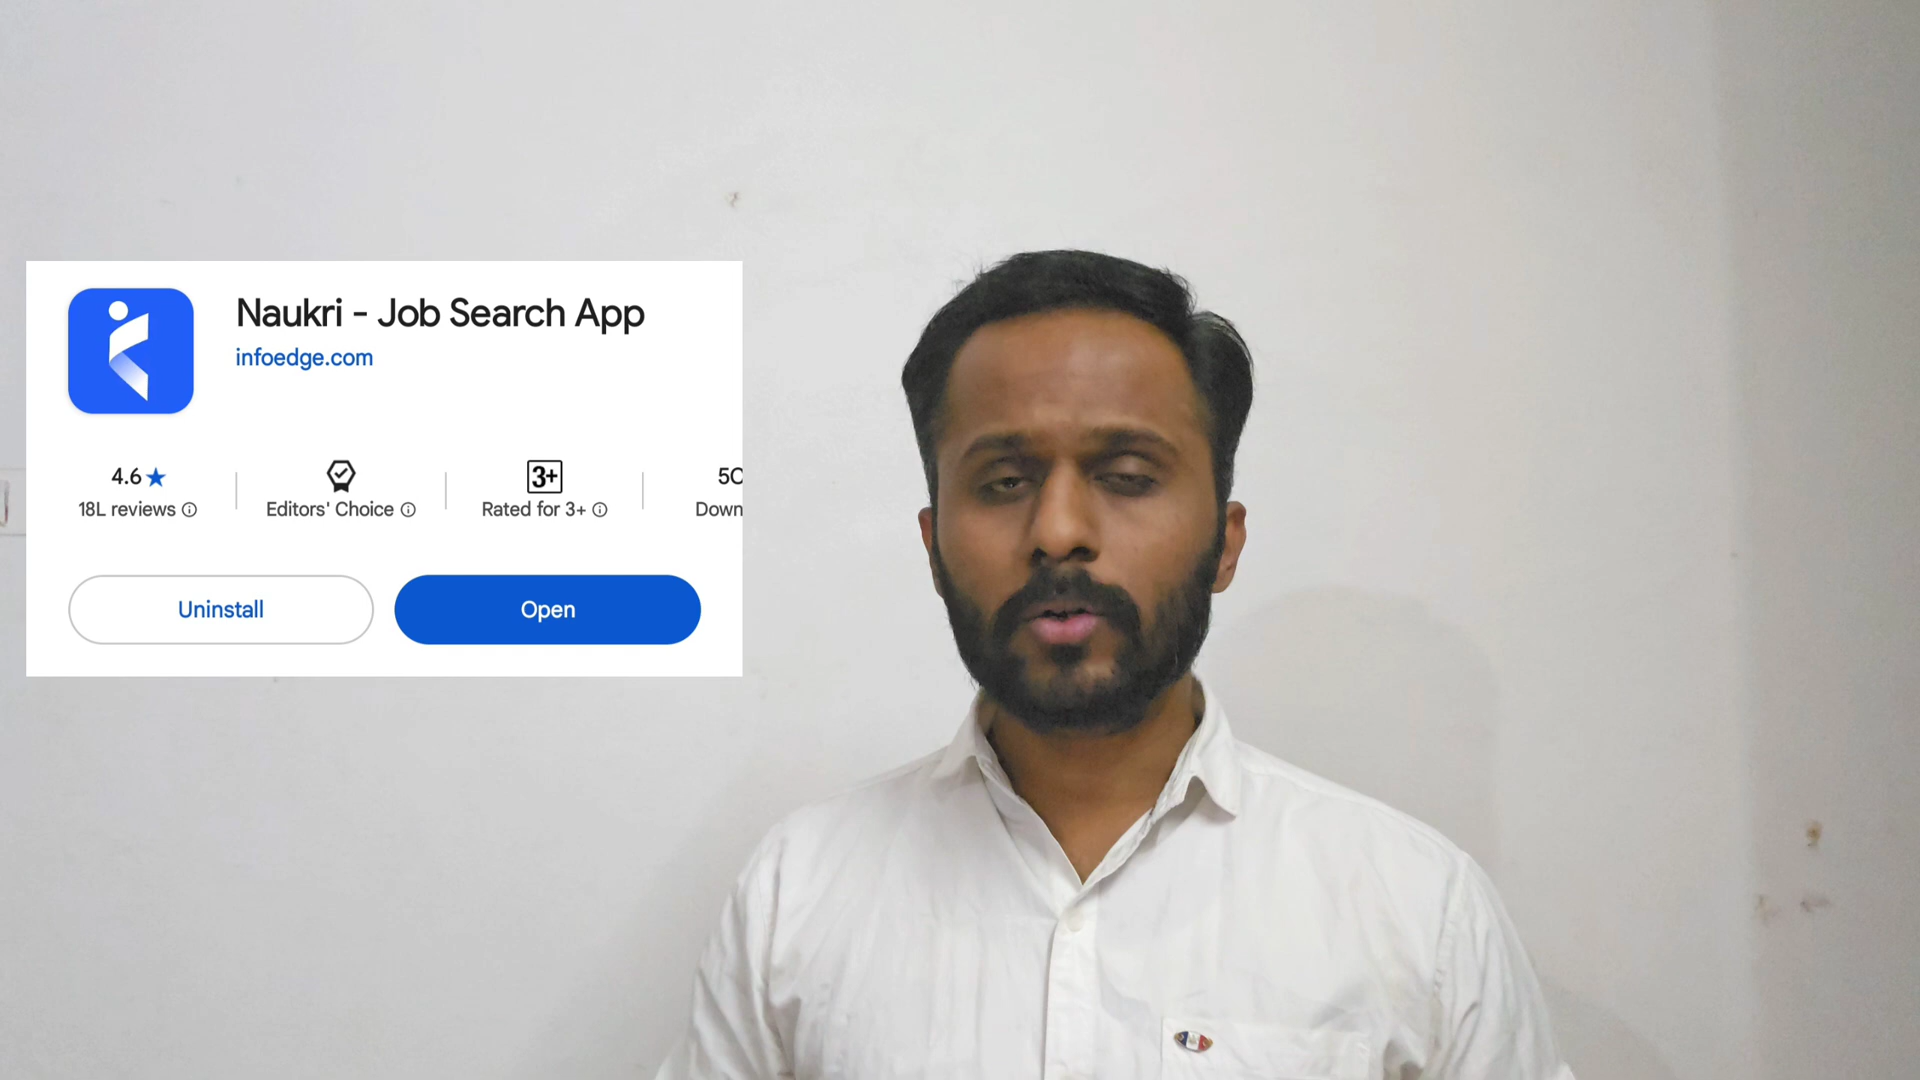 Naukri - Job Search App
infoedge.com
4.6★
18L reviews
Editors' Choice
3+
Rated for 3+
Uninstall
Open